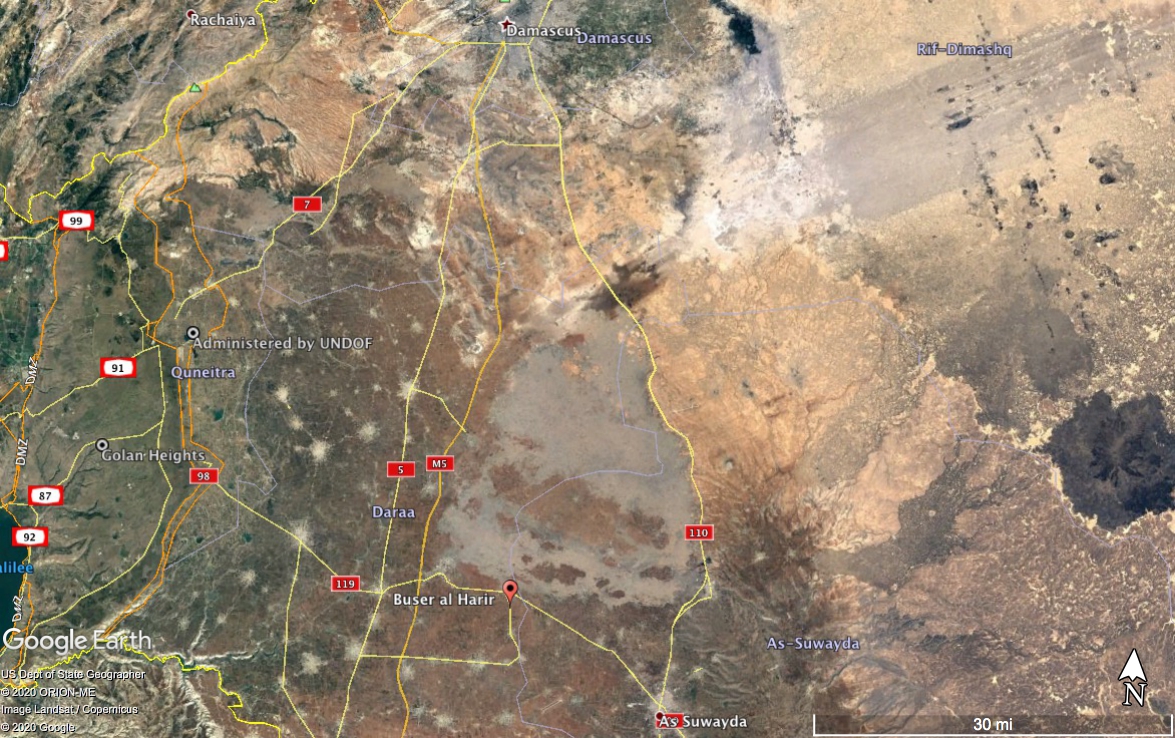 Rachaiya
Damascus
Damascus
Rif-Dimashq
7
99
Administered by UNDOF
91
Quneitra
DMZ
DMZ
Golan Heights
DMZ
98
5
M5
87
Daraa
92
110
alilee
119
Buser al Harir
DMZ
Google Earth
As-Suwayda
US Dept of State Geographer
© 2020 ORION-ME
Image Landsat / Copernicus
© 2020 Google
As Suwayda
N
30 mi